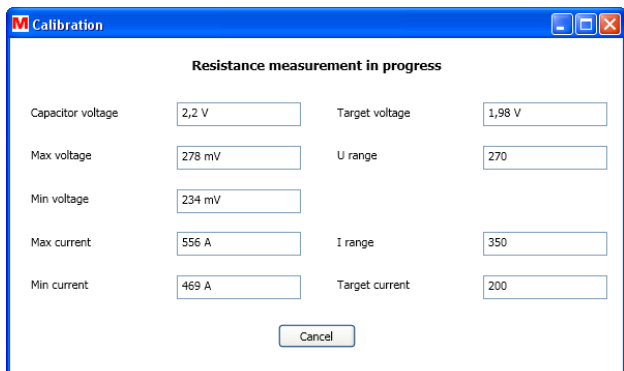 M Calibration
Resistance measurement in progress
Capacitor voltage 2,2 V Target voltage 1,98 V
Max voltage 278 mV U range 270
Min voltage 234 mV
Max current 556 A I range 350
Min current 469 A Target current 200
Cancel